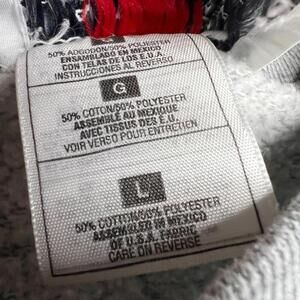 50% ALGODON/50% POLYESTER
ENSAMBLADO EN MEXICO
CON TELAS DE LOS E.U.A.
INSTRUCCIONES AL REVERSO
G
50% COTON/50% POLYESTER
ASSEMBLÉ AU MEXIQUE
AVEC TISSUS DES É.U.
VOIR VERSO POUR ENTRETIEN
L
50% COTTON/50% POLYESTER
ASSEMBLED IN MEXICO
OF U.S.A. FABRIC
CARE ON REVERSE